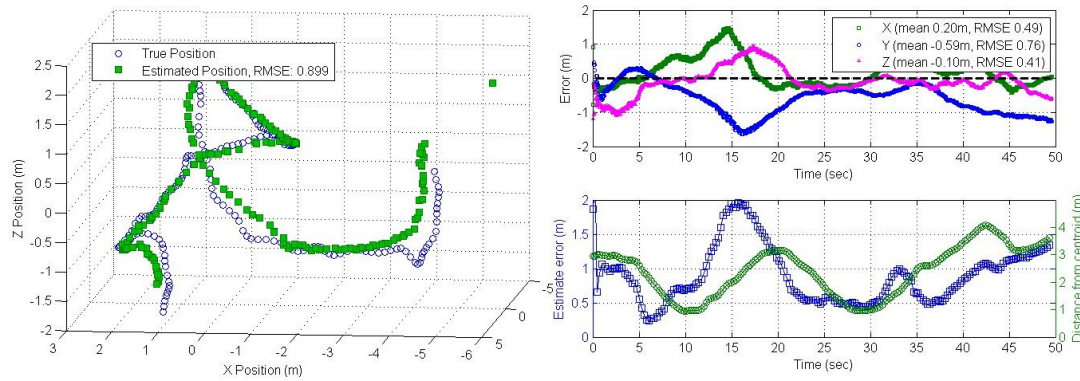 2.5
2
1.5
1
0.5
0
-0.5
-1
-1.5
-2
Z Position (m)
True Position
Estimated Position, RMSE: 0.899
3 2 1 0 -1 -2 -3 -4 -5 -6
X Position (m)
5 0 -5
2
1
0
-1
-2
Error (m)
X (mean 0.20m, RMSE 0.49)
Y (mean -0.59m, RMSE 0.76)
Z (mean -0.10m, RMSE 0.41)
0 5 10 15 20 25 30 35 40 45 50
Time (sec)
2
1.5
1
0.5
0
Estimate error (m)
4
3
2
1
0
Distance from centroid (m)
0 5 10 15 20 25 30 35 40 45 50
Time (sec)